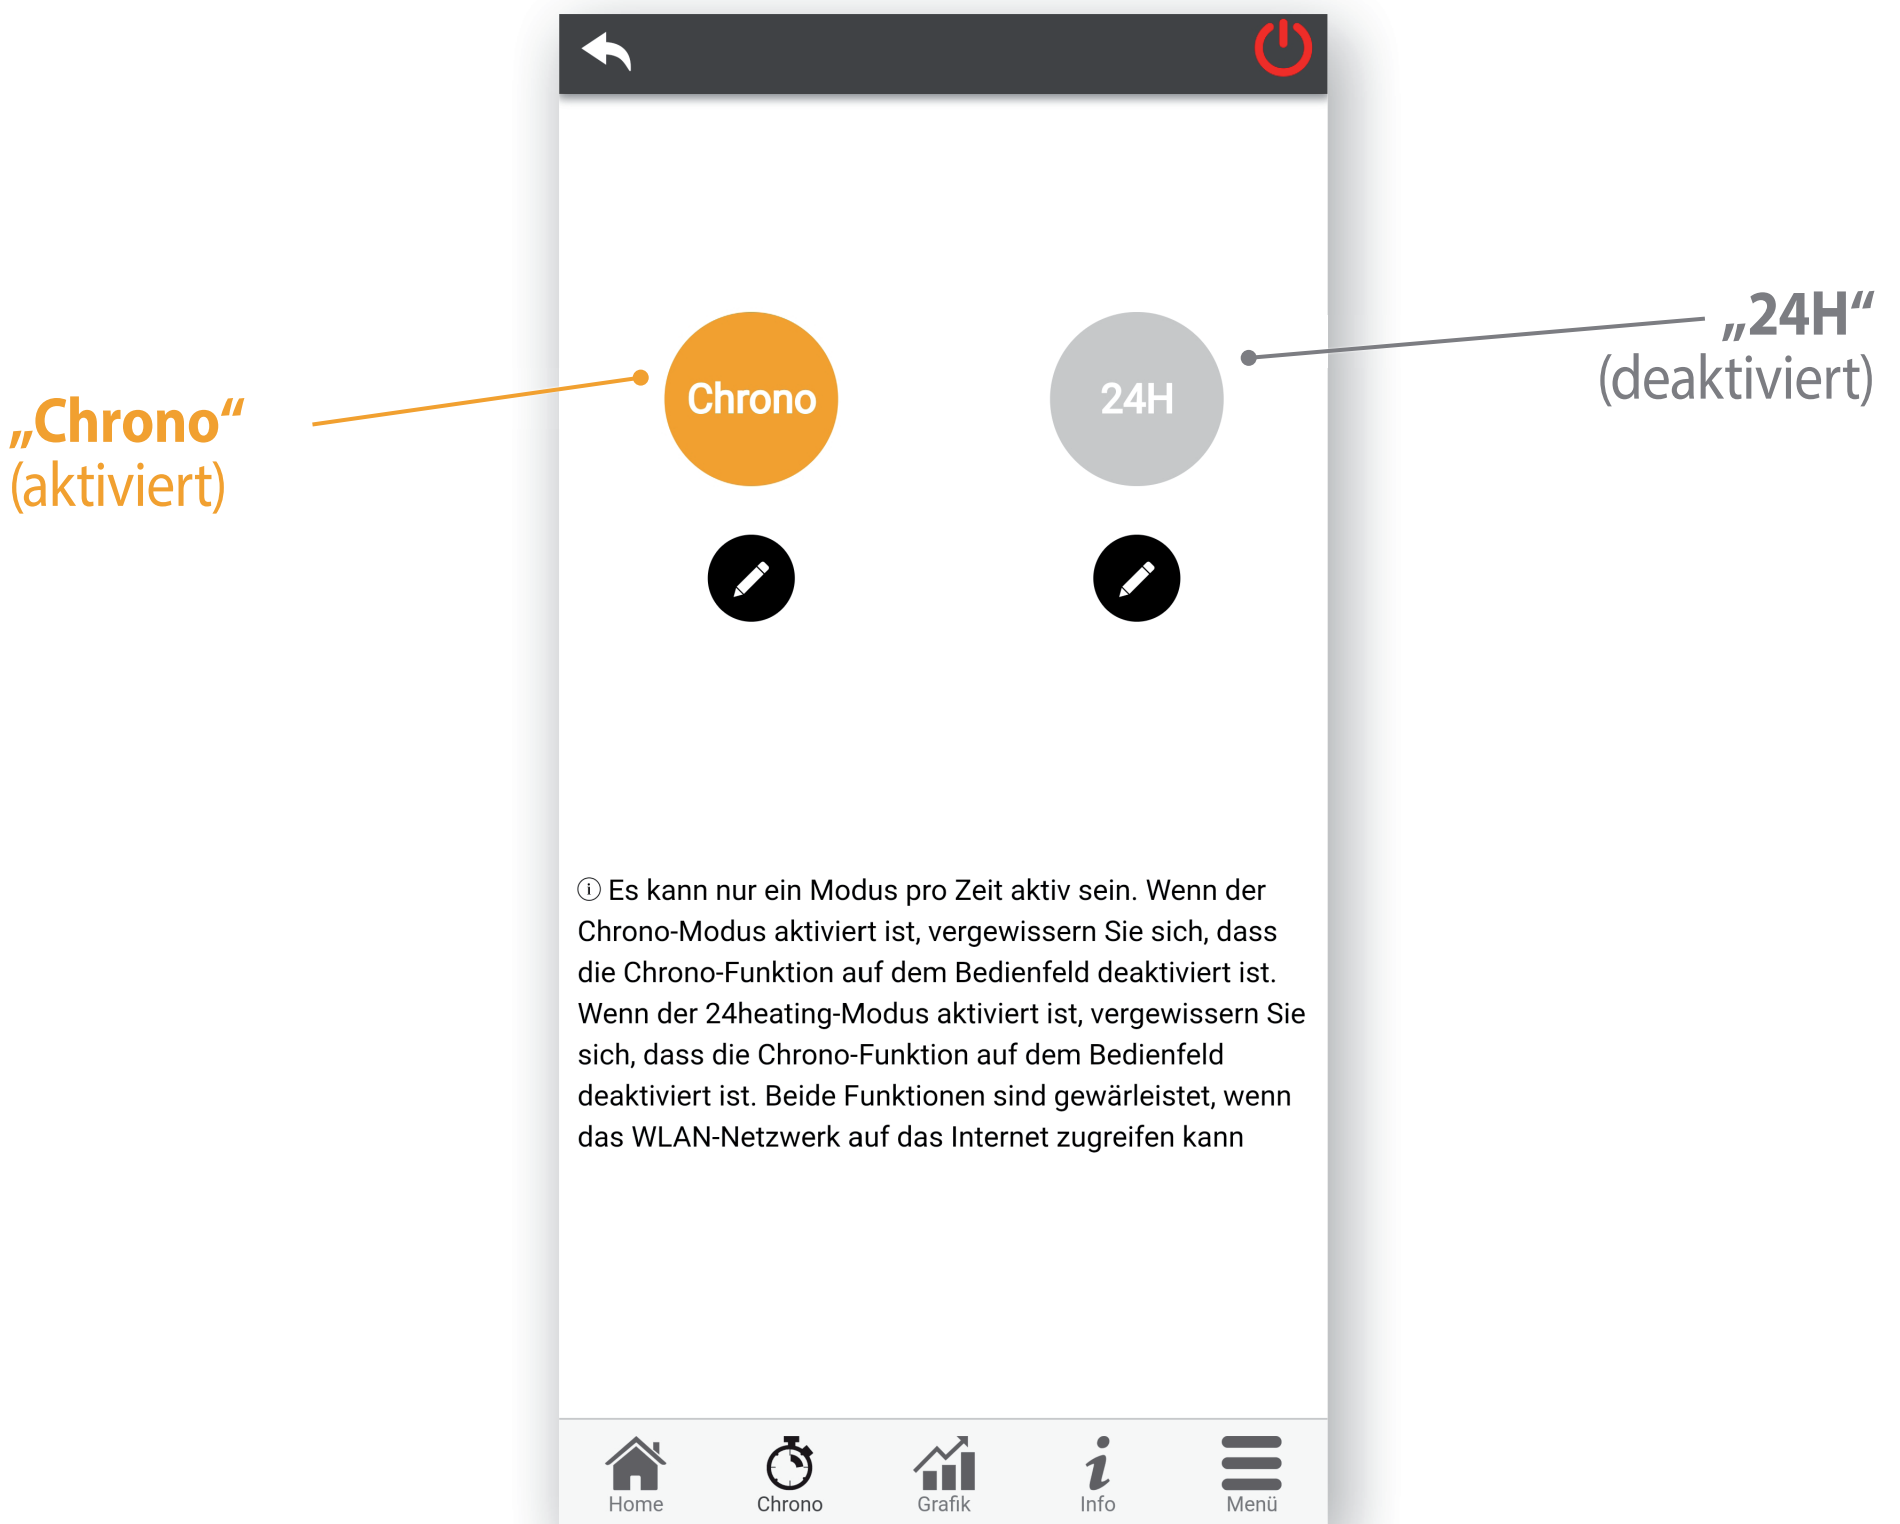 „24H“
(deaktiviert)
„Chrono“
(aktiviert)
Chrono
24H
ⓘ Es kann nur ein Modus pro Zeit aktiv sein. Wenn der
Chrono-Modus aktiviert ist, vergewissern Sie sich, dass
die Chrono-Funktion auf dem Bedienfeld deaktiviert ist.
Wenn der 24heating-Modus aktiviert ist, vergewissern Sie
sich, dass die Chrono-Funktion auf dem Bedienfeld
deaktiviert ist. Beide Funktionen sind gewärleistet, wenn
das WLAN-Netzwerk auf das Internet zugreifen kann
Home
Chrono
Grafik
Info
Menü